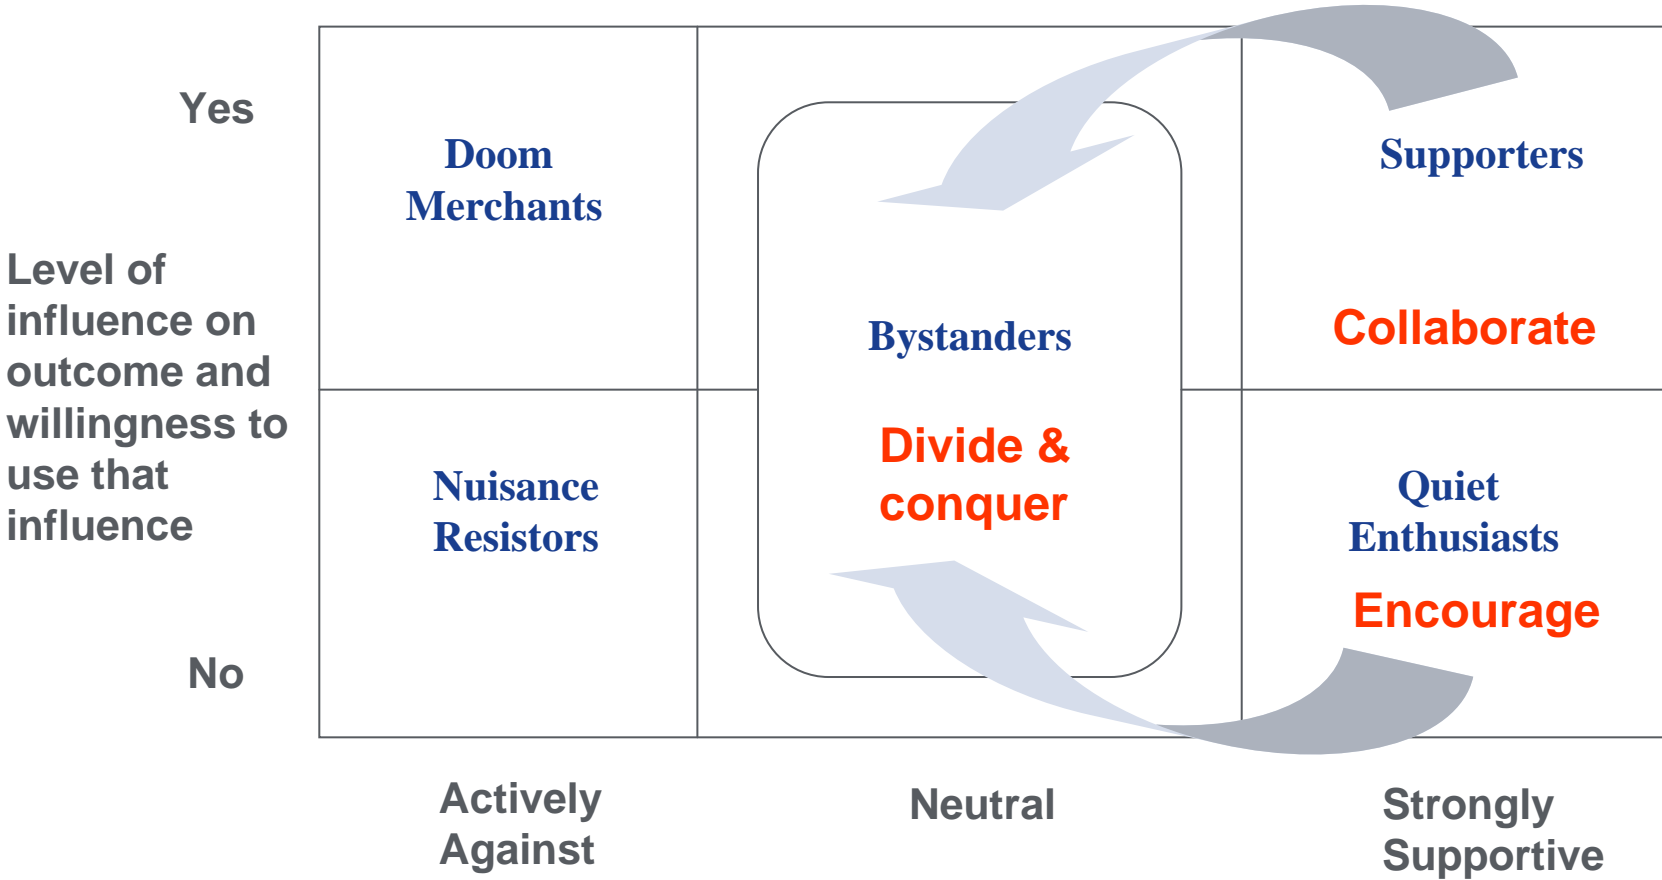 Yes
Doom
Merchants
Supporters
Level of
influence on
outcome and
willingness to
use that
influence
Bystanders
Collaborate
Divide &
conquer
Nuisance
Resistors
Quiet
Enthusiasts
Encourage
No
Actively
Against
Neutral
Strongly
Supportive